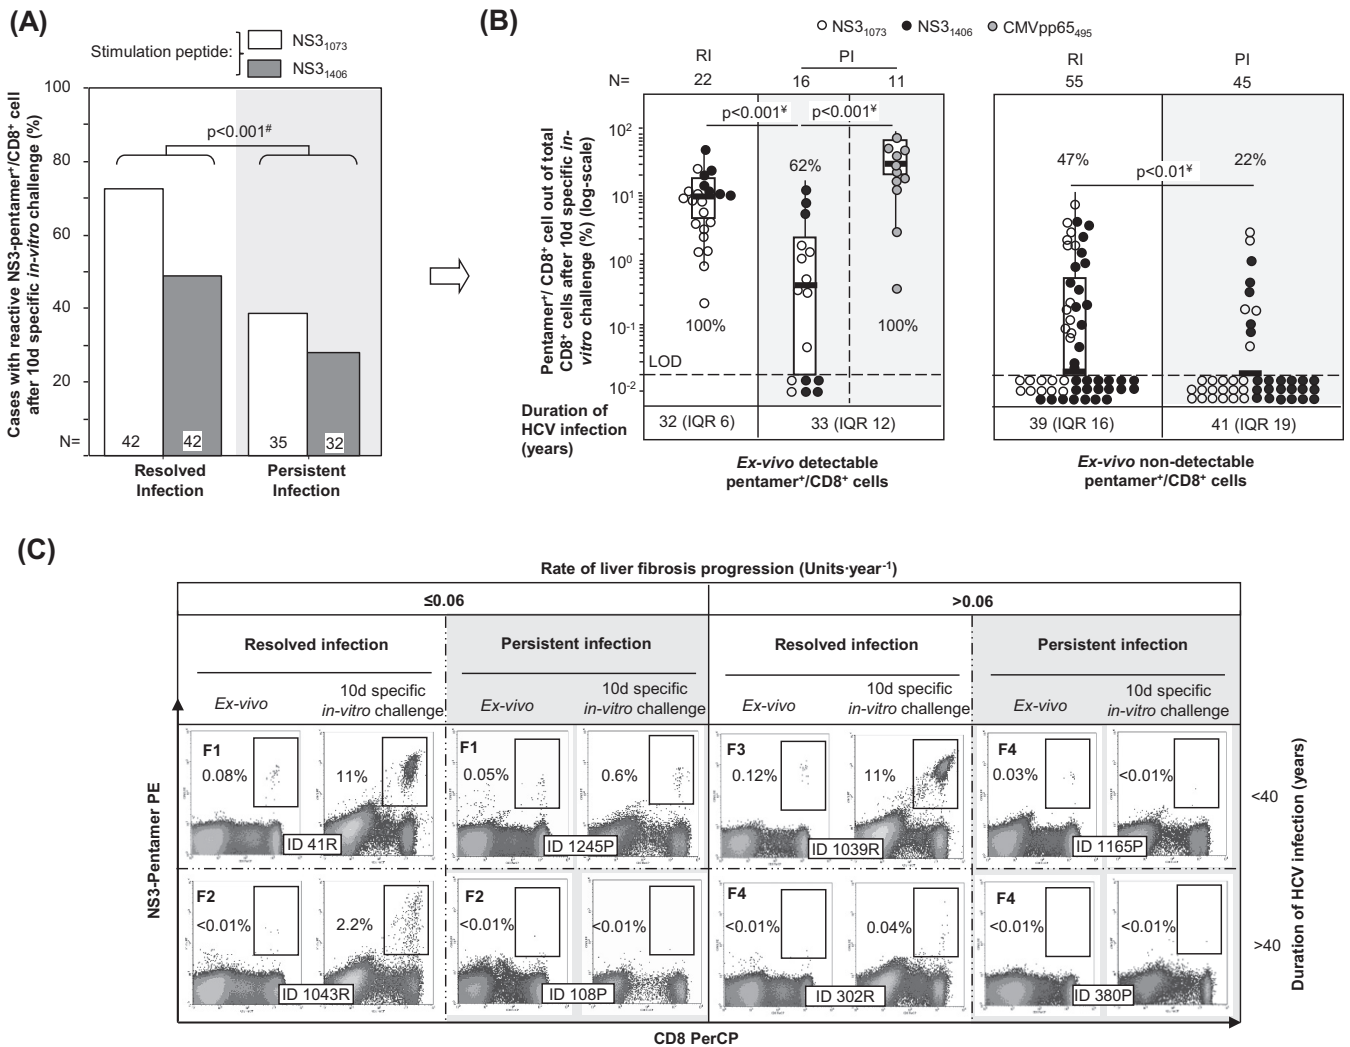 (A)
Stimulation peptide:
NS3₁₀₇₃
NS3₁₄₀₆
Cases with reactive NS3-pentamer⁺/CD8⁺ cell
after 10d specific in-vitro challenge (%)
100
80
60
40
20
p<0.001#
N=
42
42
35
32
Resolved
Infection
Persistent
Infection
(B)
NS3₁₀₇₃
NS3₁₄₀₆
CMVpp65₄₉₅
RI
PI
N=
22
16
11
RI
PI
55
45
Pentamer⁺/ CD8⁺ cell out of total
CD8⁺ cells after 10d specific in-
vitro challenge (%) (log-scale)
10²
10¹
10⁰
10⁻¹
10⁻²
p<0.001¥
p<0.001¥
62%
100%
100%
LOD
47%
22%
p<0.01¥
Duration of
HCV infection
(years)
32 (IQR 6)
33 (IQR 12)
39 (IQR 16)
41 (IQR 19)
Ex-vivo detectable
pentamer⁺/CD8⁺ cells
Ex-vivo non-detectable
pentamer⁺/CD8⁺ cells
(C)
Rate of liver fibrosis progression (Units·year⁻¹)
≤0.06
>0.06
Resolved infection
Persistent infection
Resolved infection
Persistent infection
Ex-vivo
10d specific
in-vitro challenge
Ex-vivo
10d specific
in-vitro challenge
Ex-vivo
10d specific
in-vitro challenge
Ex-vivo
10d specific
in-vitro challenge
F1
0.08%
11%
ID 41R
F1
0.05%
0.6%
ID 1245P
F3
0.12%
11%
ID 1039R
F4
0.03%
<0.01%
ID 1165P
<40
F2
<0.01%
2.2%
ID 1043R
F2
<0.01%
<0.01%
ID 108P
F4
<0.01%
0.04%
ID 302R
F4
<0.01%
<0.01%
ID 380P
>40
NS3-Pentamer PE
Duration of HCV infection (years)
CD8 PerCP